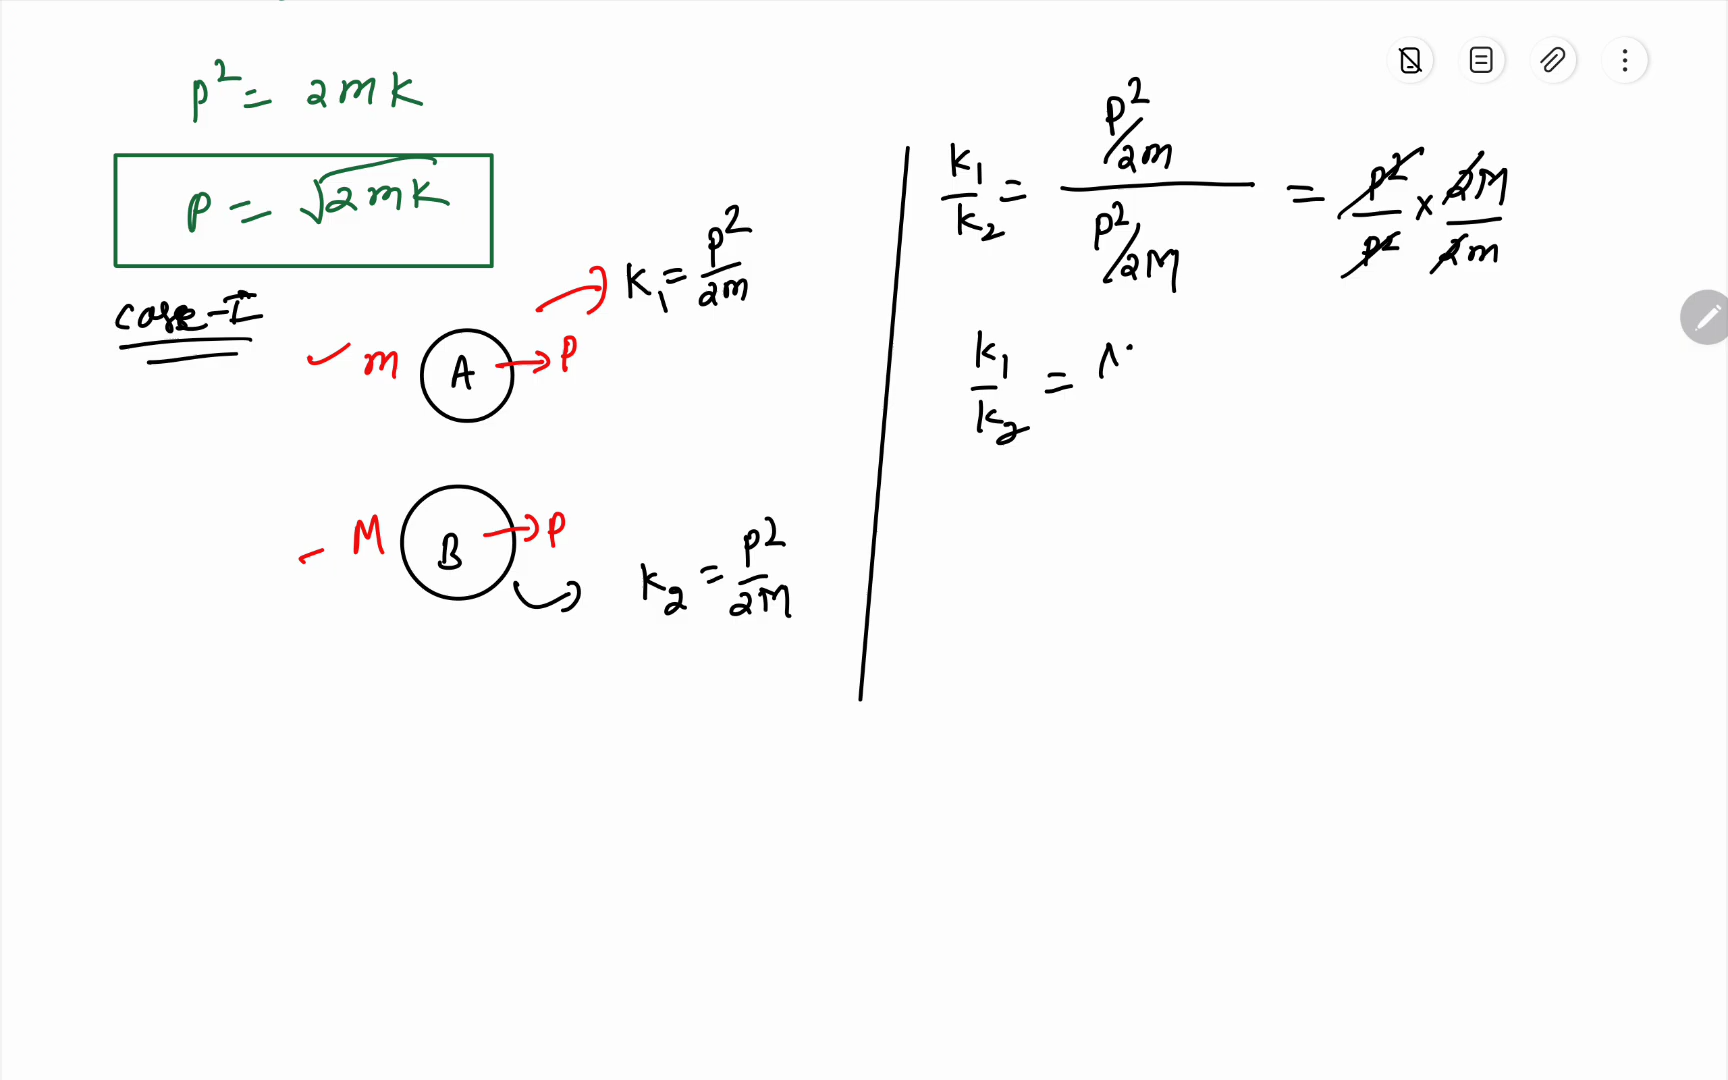 p² = 2mk
p = √2mk
case-I
m A → p
k₁ = p²/2m
M B → p
k₂ = p²/2M
k₁/k₂ = (p²/2m)/(p²/2M) = p²/p² × 2M/2m
k₁/k₂ =